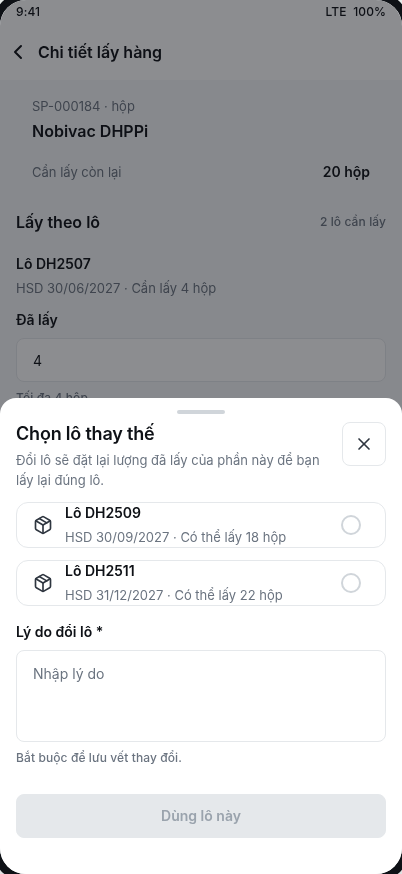 9:41
LTE 100%
Chi tiết lấy hàng
SP-000184 · hộp
Nobivac DHPPi
Cần lấy còn lại
20 hộp
Lấy theo lô
2 lô cần lấy
Lô DH2507
HSD 30/06/2027 · Cần lấy 4 hộp
Đã lấy
4
Tối đa 4 hộp
Chọn lô thay thế
Đổi lô sẽ đặt lại lượng đã lấy của phần này để bạn
lấy lại đúng lô.
Lô DH2509
HSD 30/09/2027 · Có thể lấy 18 hộp
Lô DH2511
HSD 31/12/2027 · Có thể lấy 22 hộp
Lý do đổi lô *
Nhập lý do
Bắt buộc để lưu vết thay đổi.
Dùng lô này